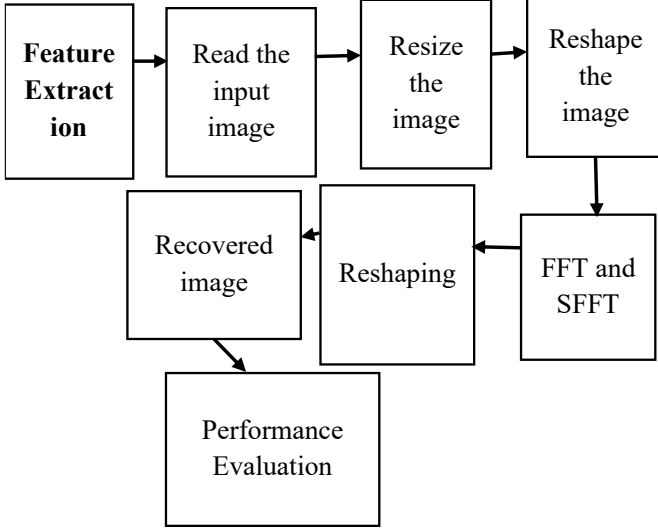 Feature
Extract
ion
Read the
input
image
Resize
the
image
Reshape
the
image
FFT and
SFFT
Reshaping
Recovered
image
Performance
Evaluation